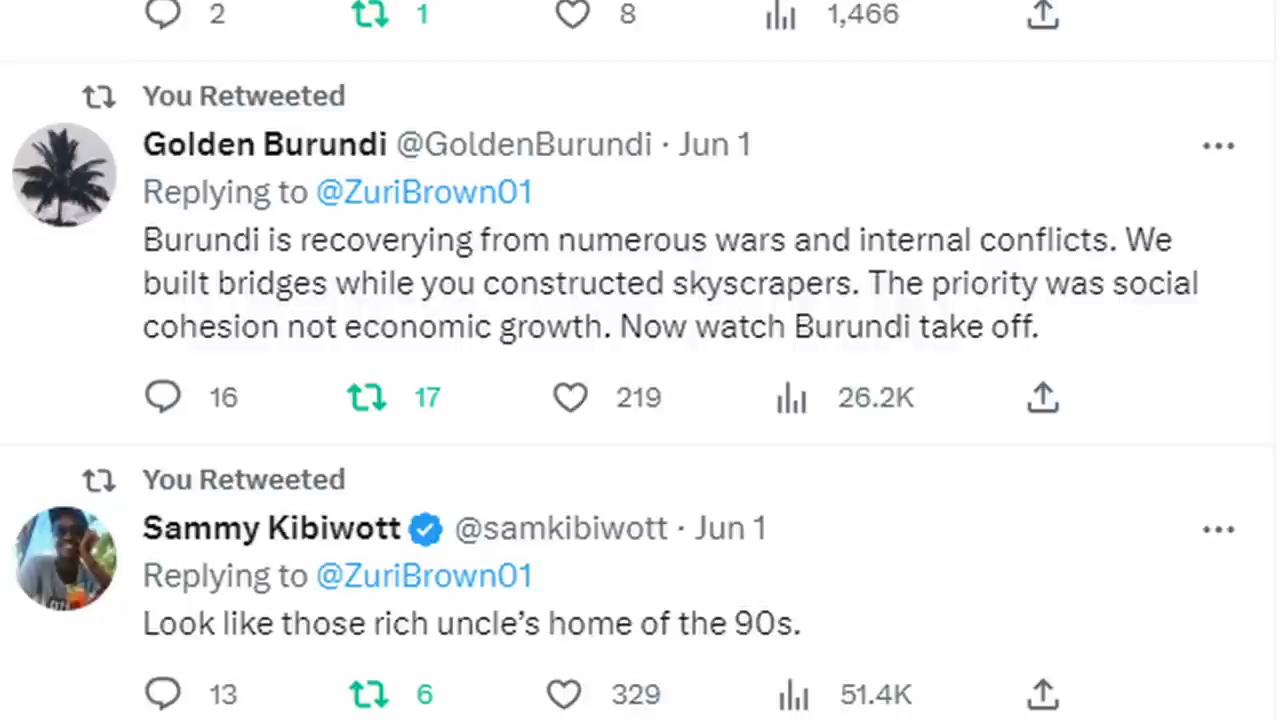 2 1 8 1,466
You Retweeted
Golden Burundi @GoldenBurundi · Jun 1
Replying to @ZuriBrown01
Burundi is recoverying from numerous wars and internal conflicts. We
built bridges while you constructed skyscrapers. The priority was social
cohesion not economic growth. Now watch Burundi take off.
16 17 219 26.2K
You Retweeted
Sammy Kibiwott @samkibiwott · Jun 1
Replying to @ZuriBrown01
Look like those rich uncle's home of the 90s.
13 6 329 51.4K